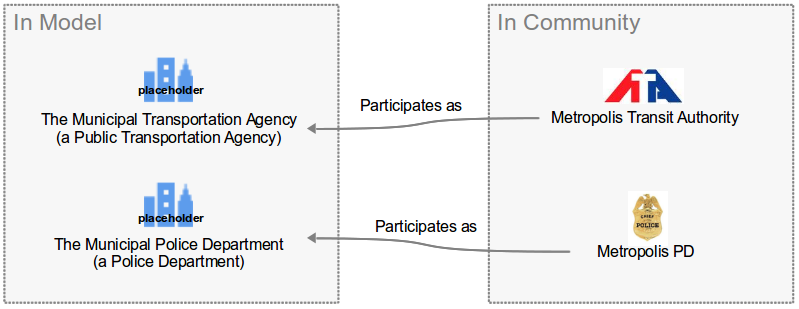 In Model
In Community
placeholder
The Municipal Transportation Agency
(a Public Transportation Agency)
Participates as
ATA
Metropolis Transit Authority
placeholder
The Municipal Police Department
(a Police Department)
Participates as
CHIEF
POLICE
Metropolis PD